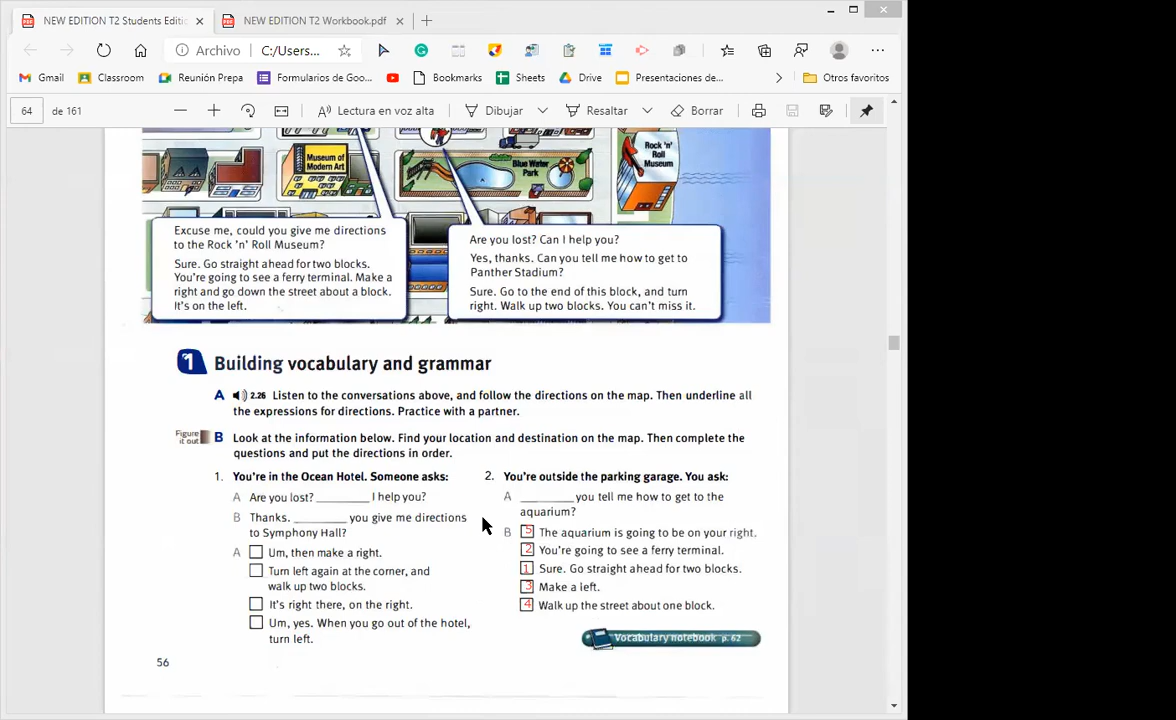 NEW EDITION T2 Students Editi
NEW EDITION T2 Workbook.pdf
Archivo
C:/Users...
Gmail
Classroom
Reunión Prepa
Formularios de Goo...
Bookmarks
Sheets
Drive
Presentaciones de...
Otros favoritos
64
de 161
Lectura en voz alta
Dibujar
Resaltar
Borrar
Museum of
Modern Art
Blue Water
Park
Rock 'n'
Roll
Museum
Excuse me, could you give me directions
to the Rock 'n' Roll Museum?
Sure. Go straight ahead for two blocks.
You're going to see a ferry terminal. Make a
right and go down the street about a block.
It's on the left.
Are you lost? Can I help you?
Yes, thanks. Can you tell me how to get to
Panther Stadium?
Sure. Go to the end of this block, and turn
right. Walk up two blocks. You can't miss it.
1 Building vocabulary and grammar
A 2.26 Listen to the conversations above, and follow the directions on the map. Then underline all
the expressions for directions. Practice with a partner.
Figure
it out
B Look at the information below. Find your location and destination on the map. Then complete the
questions and put the directions in order.
1. You're in the Ocean Hotel. Someone asks:
A Are you lost? ________ I help you?
B Thanks. ________ you give me directions
to Symphony Hall?
A Um, then make a right.
Turn left again at the corner, and
walk up two blocks.
It's right there, on the right.
Um, yes. When you go out of the hotel,
turn left.
2. You're outside the parking garage. You ask:
A ________ you tell me how to get to the
aquarium?
B 5 The aquarium is going to be on your right.
2 You're going to see a ferry terminal.
1 Sure. Go straight ahead for two blocks.
3 Make a left.
4 Walk up the street about one block.
Vocabulary notebook p. 62
56